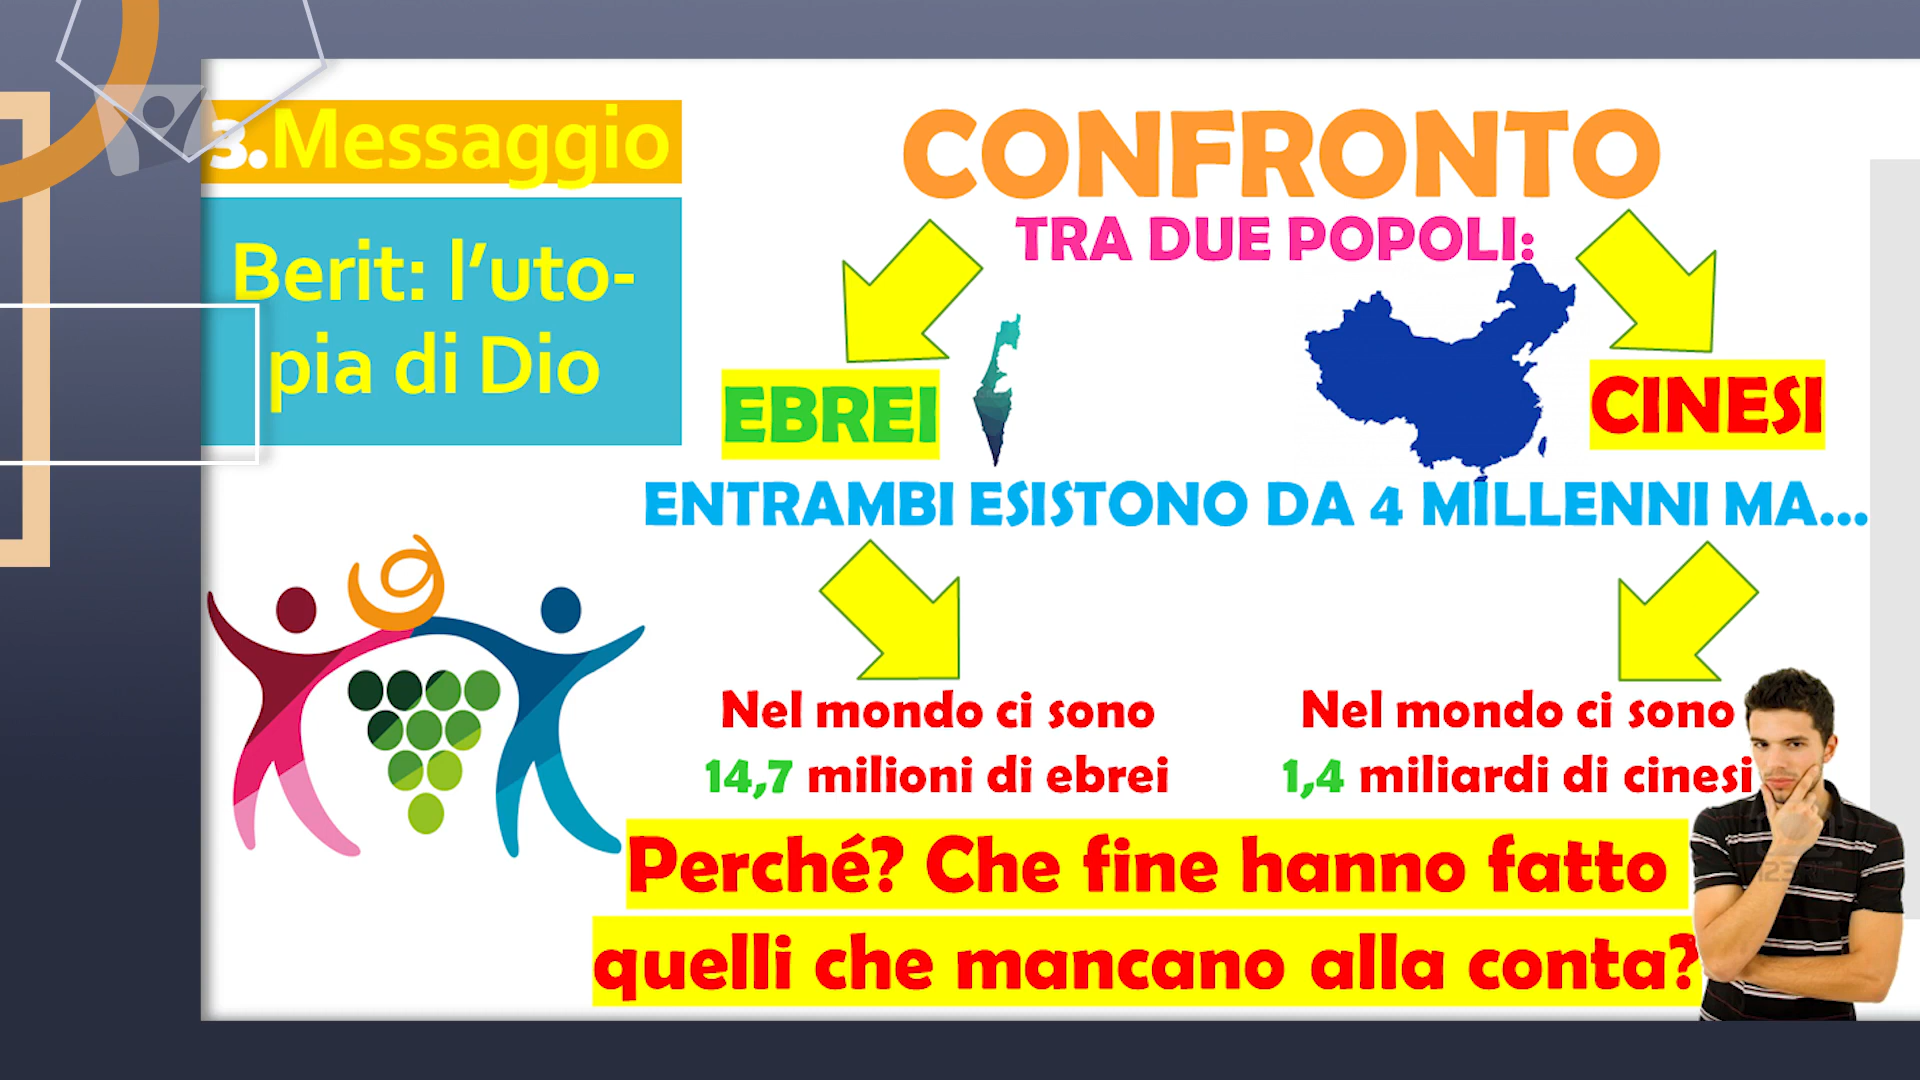 3.Messaggio
Berit: l’uto-
pia di Dio
CONFRONTO
TRA DUE POPOLI:
EBREI
CINESI
ENTRAMBI ESISTONO DA 4 MILLENNI MA...
Nel mondo ci sono
14,7 milioni di ebrei
Nel mondo ci sono
1,4 miliardi di cinesi
Perché? Che fine hanno fatto
quelli che mancano alla conta?